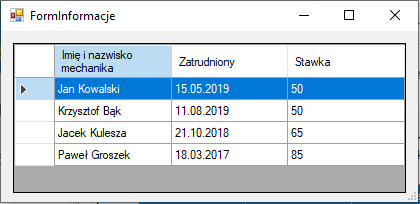 FormInformacje
Imię i nazwisko
mechanika Zatrudniony Stawka
Jan Kowalski 15.05.2019 50
Krzysztof Bąk 11.08.2019 50
Jacek Kulesza 21.10.2018 65
Paweł Groszek 18.03.2017 85